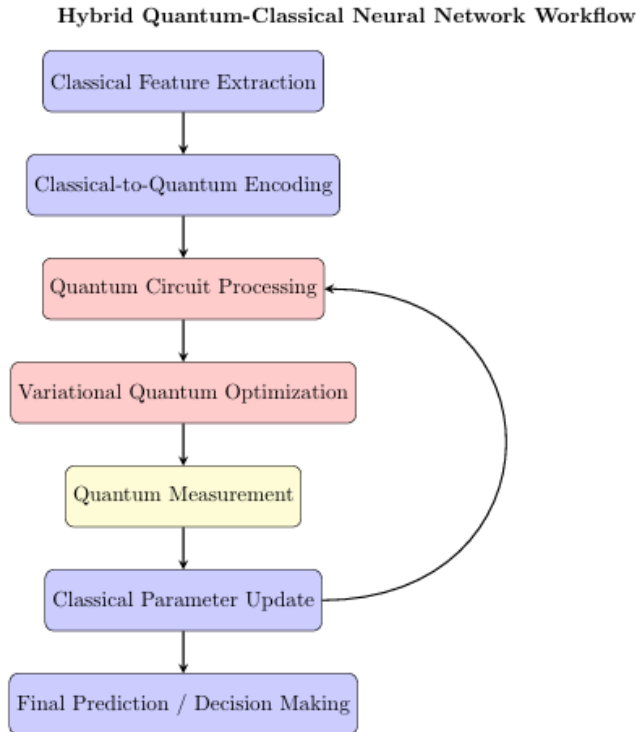 Hybrid Quantum-Classical Neural Network Workflow
Classical Feature Extraction
Classical-to-Quantum Encoding
Quantum Circuit Processing
Variational Quantum Optimization
Quantum Measurement
Classical Parameter Update
Final Prediction / Decision Making